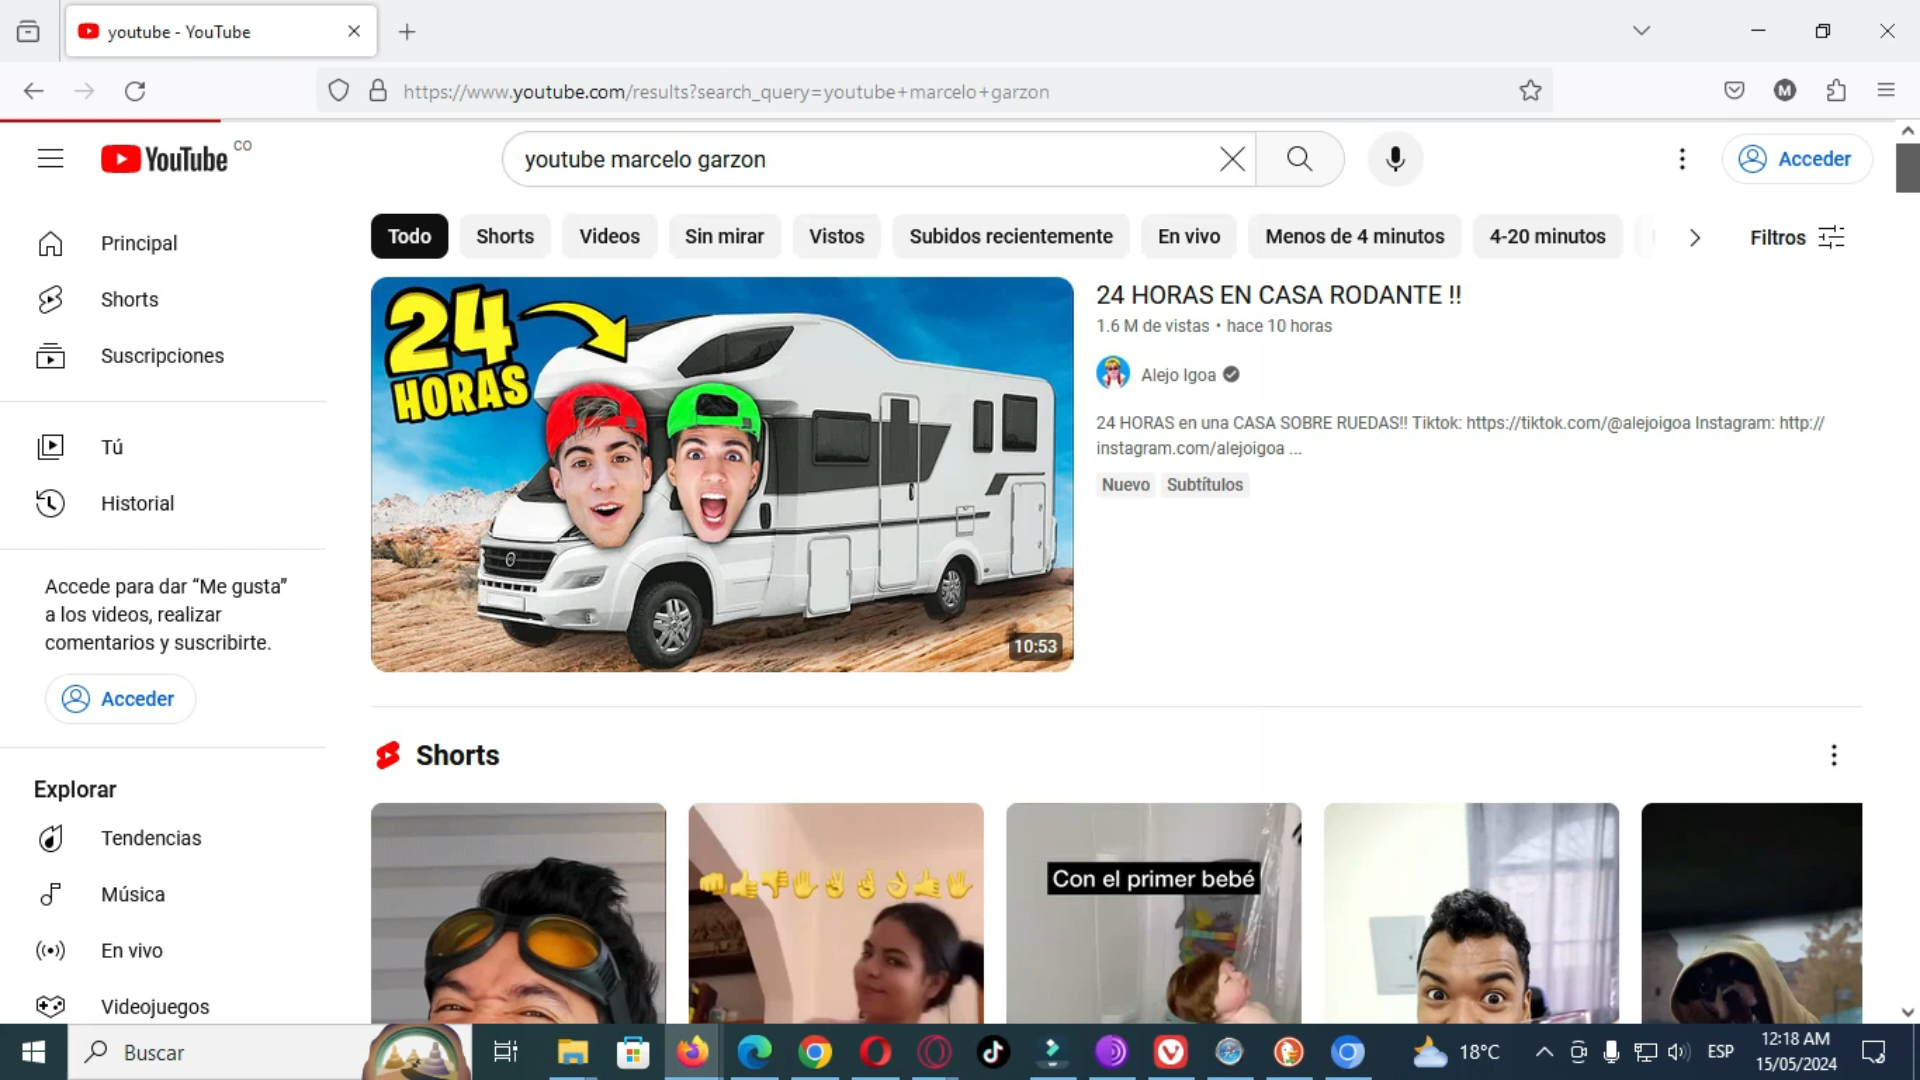 youtube - YouTube
https://www.youtube.com/results?search_query=youtube+marcelo+garzon
M
YouTube CO
youtube marcelo garzon
Acceder
Principal
Shorts
Suscripciones
Tú
Historial
Accede para dar “Me gusta”
a los videos, realizar
comentarios y suscribirte.
Acceder
Explorar
Tendencias
Música
En vivo
Videojuegos
Todo
Shorts
Videos
Sin mirar
Vistos
Subidos recientemente
En vivo
Menos de 4 minutos
4-20 minutos
Filtros
24
HORAS
10:53
24 HORAS EN CASA RODANTE !!
1.6 M de vistas • hace 10 horas
Alejo Igoa
24 HORAS en una CASA SOBRE RUEDAS!! Tiktok: https://tiktok.com/@alejoigoa Instagram: http://
instagram.com/alejoigoa ...
Nuevo
Subtítulos
Shorts
Con el primer bebé
Buscar
18°C
ESP
12:18 AM
15/05/2024